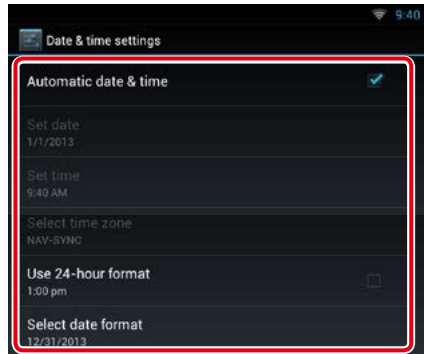 9:40
Date & time settings
Automatic date & time
Set date
1/1/2013
Set time
9:40 AM
Select time zone
NAV-SYNC
Use 24-hour format
1:00 pm
Select date format
12/31/2013